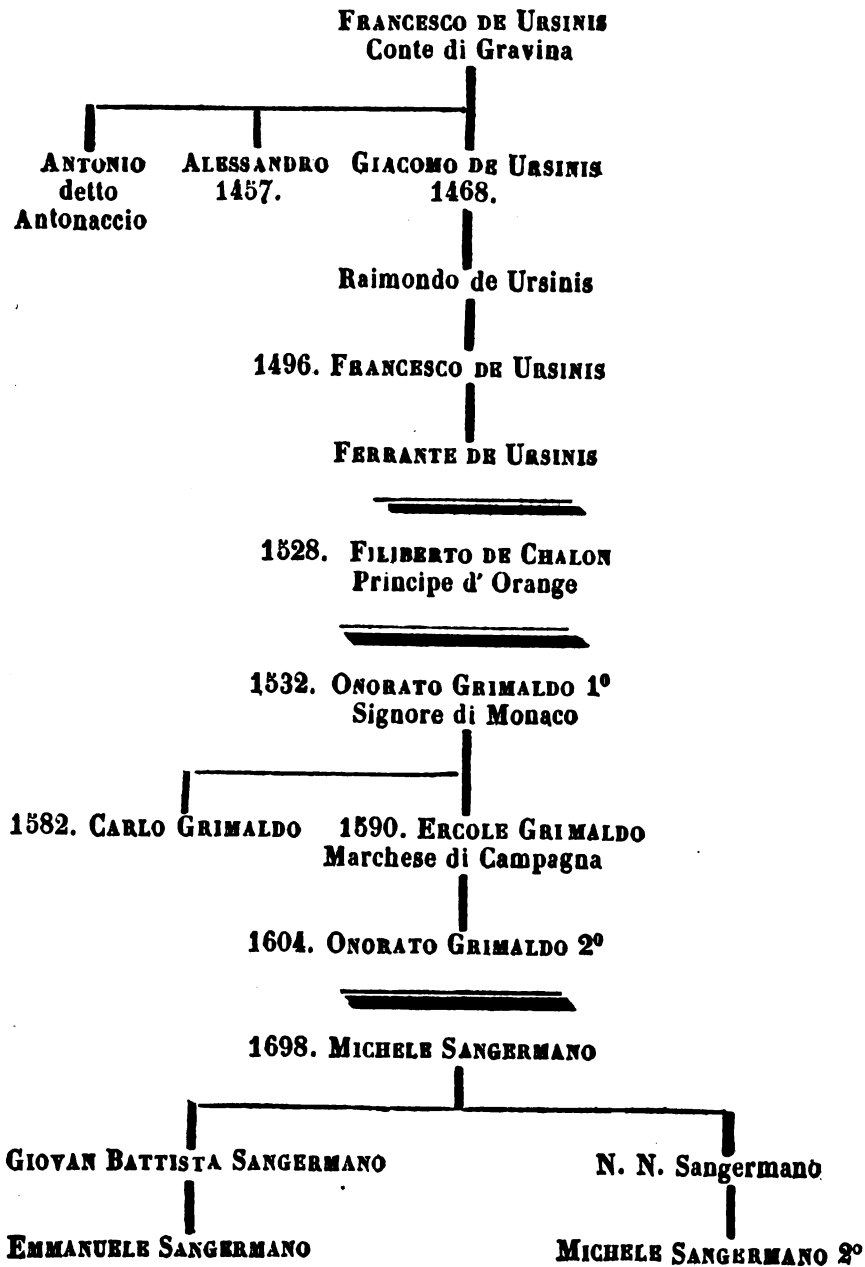 FRANCESCO DE URSINIS
Conte di Gravina
ANTONIO ALESSANDRO GIACOMO DE URSINIS
detto 1457. 1468.
Antonaccio
Raimondo de Ursinis
1496. FRANCESCO DE URSINIS
FERRANTE DE URSINIS
1528. FILIBERTO DE CHALON
Principe d' Orange
1532. ONORATO GRIMALDO 1º
Signore di Monaco
1582. CARLO GRIMALDO 1590. ERCOLE GRIMALDO
Marchese di Campagna
1604. ONORATO GRIMALDO 2º
1698. MICHELE SANGERMANO
GIOVAN BATTISTA SANGERMANO N. N. Sangermano
EMMANUELE SANGERMANO MICHELE SANGERMANO 2º